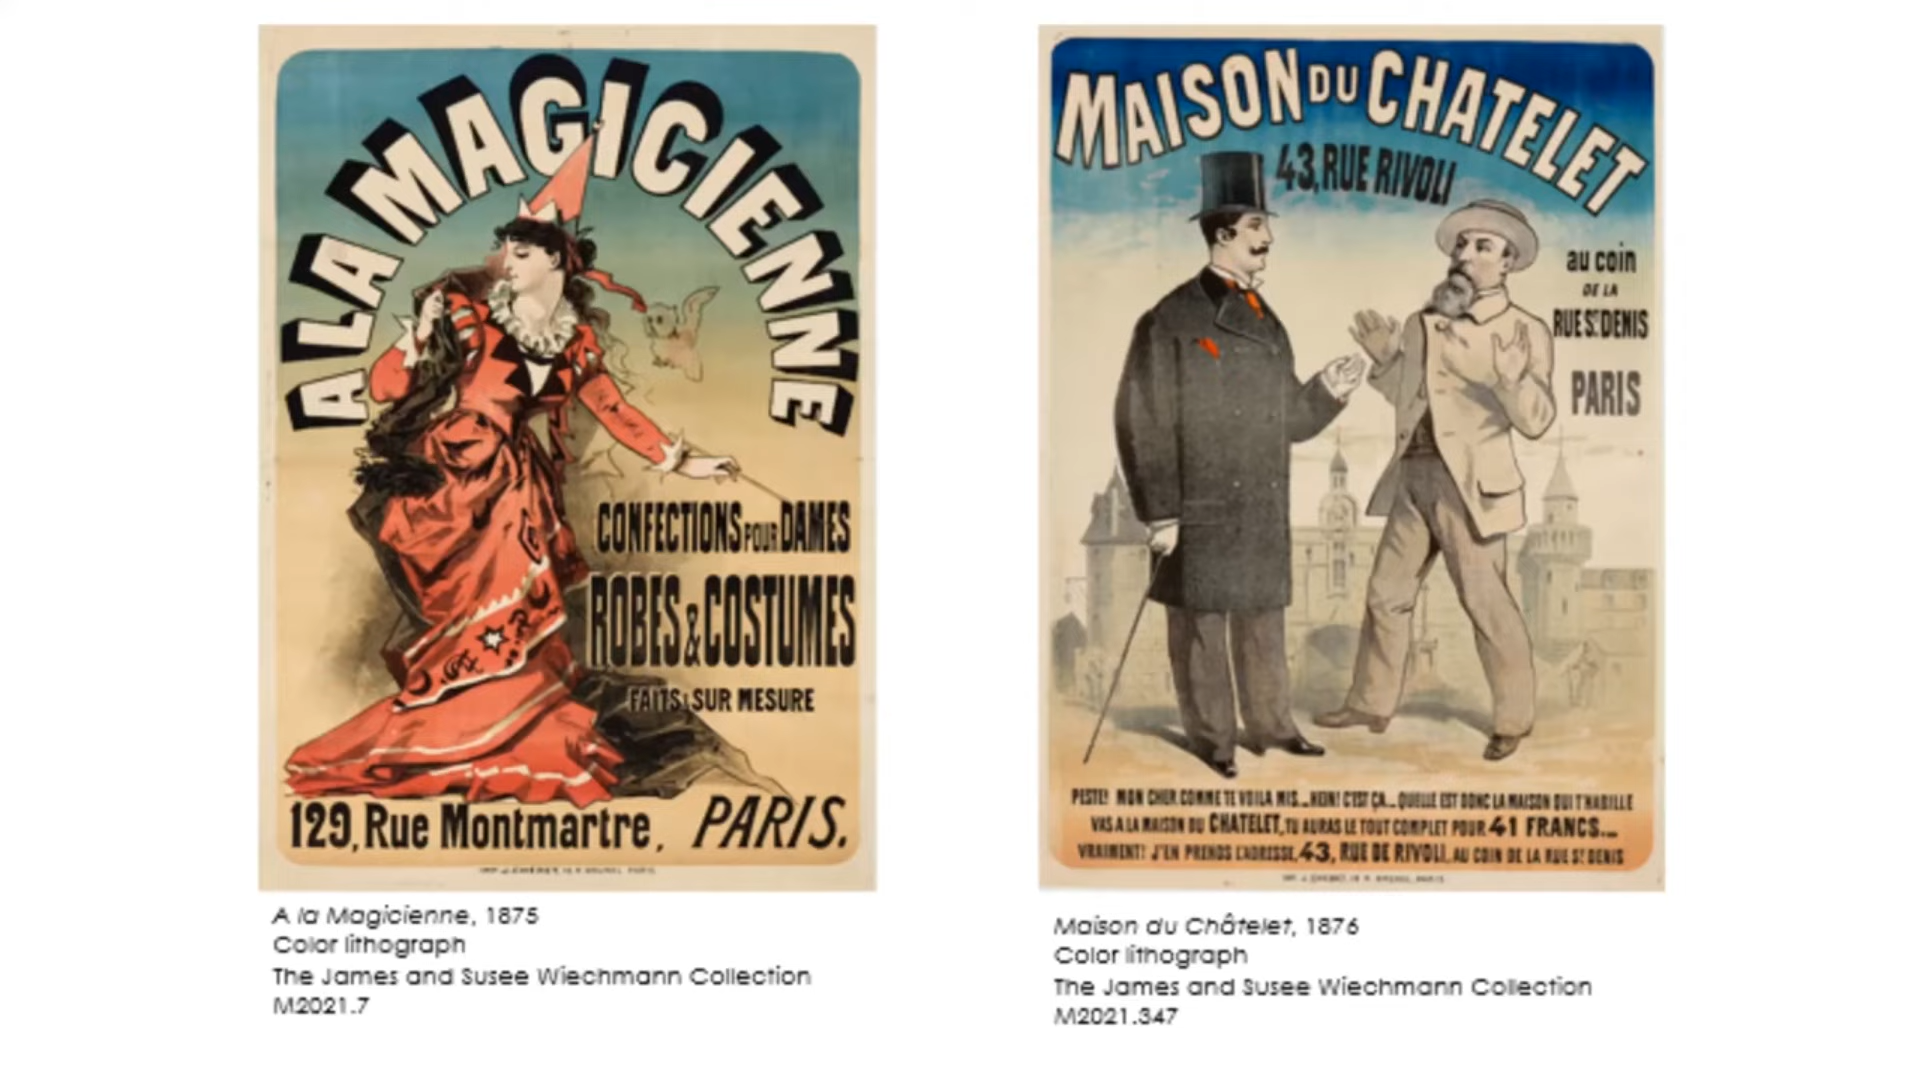 A LA MAGICIENNE
CONFECTIONS POUR DAMES
ROBES & COSTUMES
FAITS & SUR MESURE
129, Rue Montmartre, PARIS.
A la Magicienne, 1875
Color lithograph
The James and Susee Wiechmann Collection
M2021.7
MAISON DU CHATELET
43, RUE RIVOLI
au coin
DE LA
RUE ST DENIS
PARIS
PESTE! MON CHER COMME TE VOILA MIS... HEIN! C'EST ÇA... QUELLE EST DONC LA MAISON QUI T'HABILLE
VAS A LA MAISON DU CHATELET, TU AURAS LE TOUT COMPLET POUR 41 FRANCS...
VRAIMENT! J'EN PRENDS L'ADRESSE, 43, RUE DE RIVOLI, AU COIN DE LA RUE ST DENIS
Maison du Châtelet, 1876
Color lithograph
The James and Susee Wiechmann Collection
M2021.347